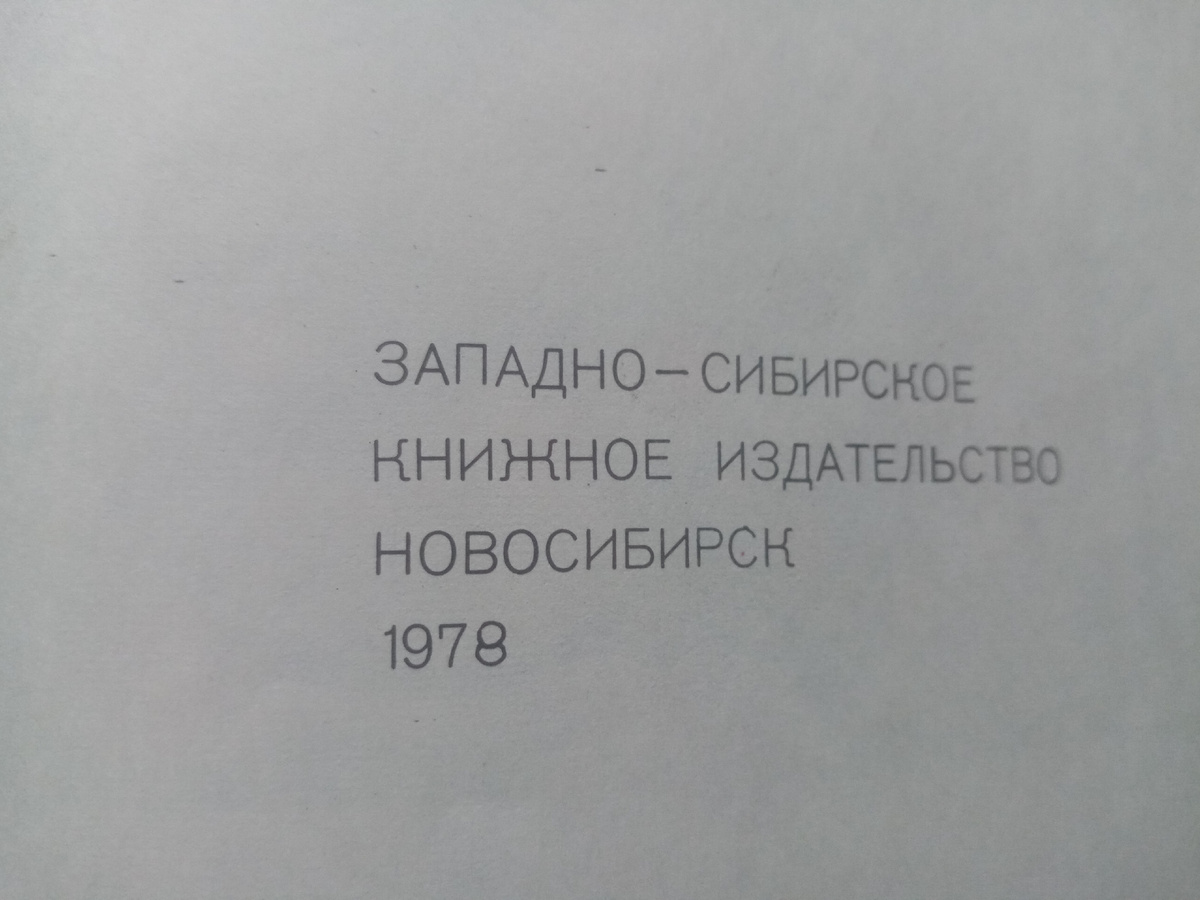 ЗАПАДНО-СИБИРСКОЕ
КНИЖНОЕ ИЗДАТЕЛЬСТВО
НОВОСИБИРСК
1978